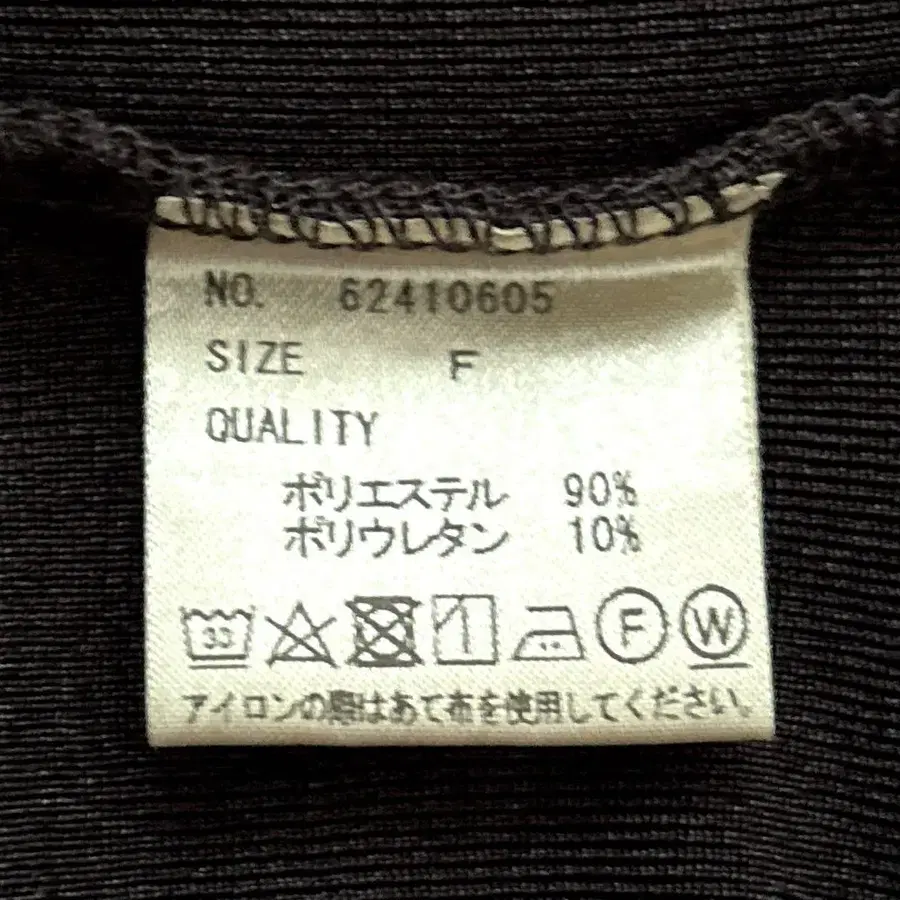 NO. 62410605
SIZE F
QUALITY
ポリエステル 90%
ポリウレタン 10%
33 F W
アイロンの際はあて布を使用してください。